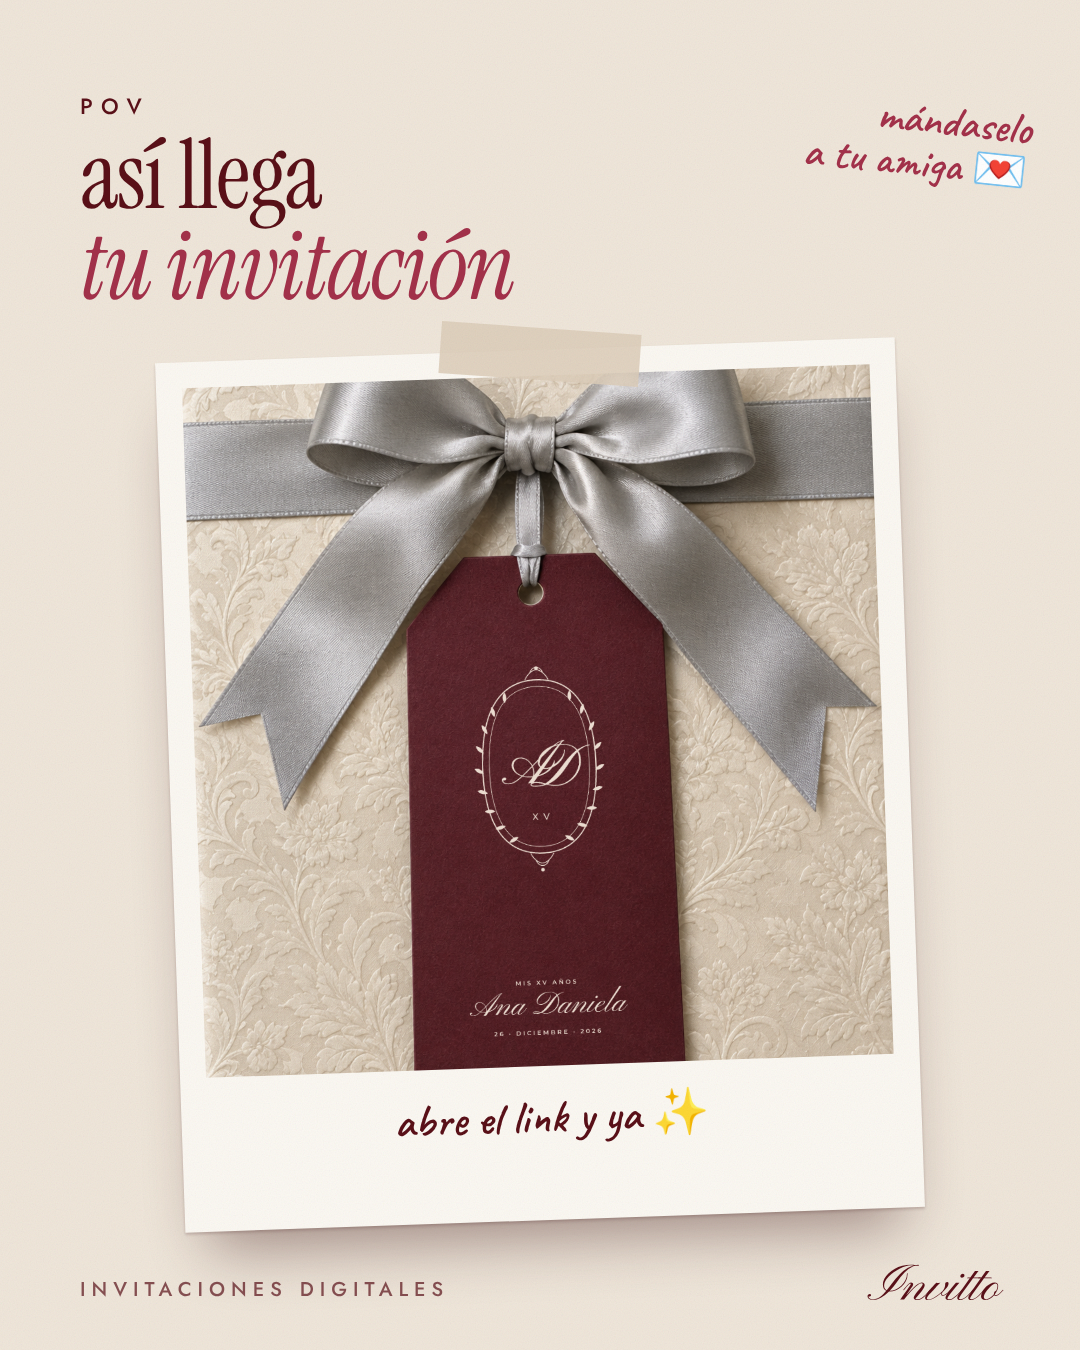 POV
así llega
tu invitación
mándaselo
a tu amiga 💌
AD
XV
MIS XV AÑOS
Ana Daniela
26 · DICIEMBRE · 2026
abre el link y ya ✨
INVITACIONES DIGITALES
Invitto